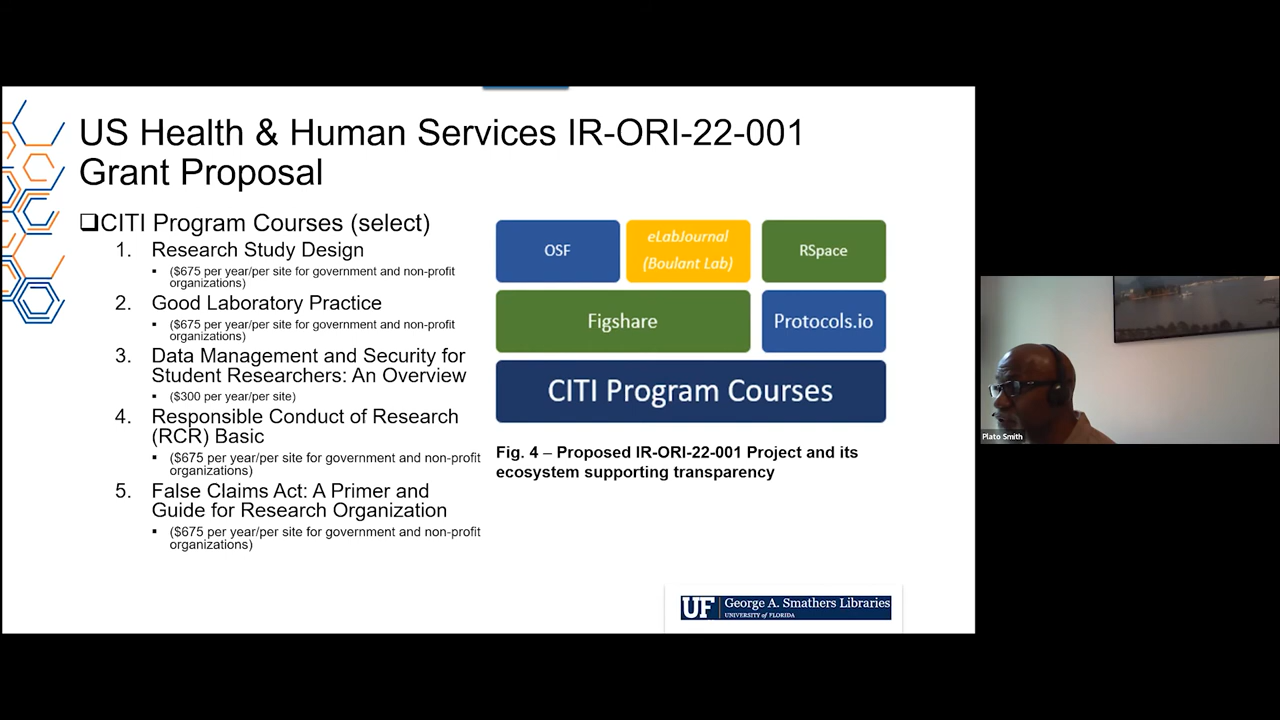 US Health & Human Services IR-ORI-22-001
Grant Proposal
❑CITI Program Courses (select)
1. Research Study Design
▪ ($675 per year/per site for government and non-profit
organizations)
2. Good Laboratory Practice
▪ ($675 per year/per site for government and non-profit
organizations)
3. Data Management and Security for
Student Researchers: An Overview
▪ ($300 per year/per site)
4. Responsible Conduct of Research
(RCR) Basic
▪ ($675 per year/per site for government and non-profit
organizations)
5. False Claims Act: A Primer and
Guide for Research Organization
▪ ($675 per year/per site for government and non-profit
organizations)
OSF
eLabJournal
(Boulant Lab)
RSpace
Figshare
Protocols.io
CITI Program Courses
Fig. 4 – Proposed IR-ORI-22-001 Project and its
ecosystem supporting transparency
UF George A. Smathers Libraries
UNIVERSITY of FLORIDA
Plato Smith